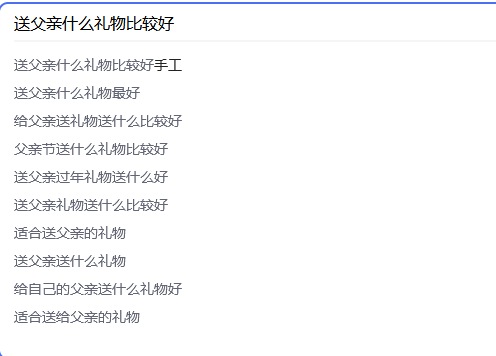 送父亲什么礼物比较好
送父亲什么礼物比较好手工
送父亲什么礼物最好
给父亲送礼物送什么比较好
父亲节送什么礼物比较好
送父亲过年礼物送什么好
送父亲礼物送什么比较好
适合送父亲的礼物
送父亲送什么礼物
给自己的父亲送什么礼物好
适合送给父亲的礼物